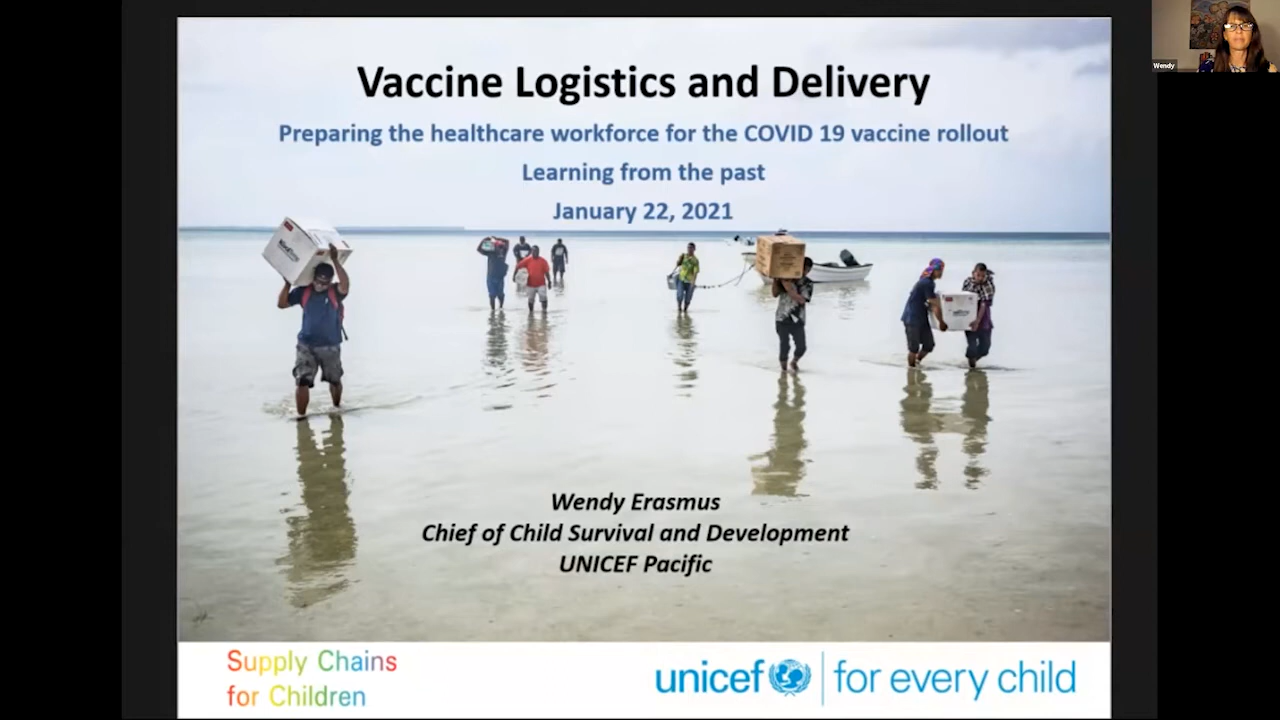 Vaccine Logistics and Delivery
Preparing the healthcare workforce for the COVID 19 vaccine rollout
Learning from the past
January 22, 2021
Wendy Erasmus
Chief of Child Survival and Development
UNICEF Pacific
Supply Chains
for Children
unicef
for every child
Wendy